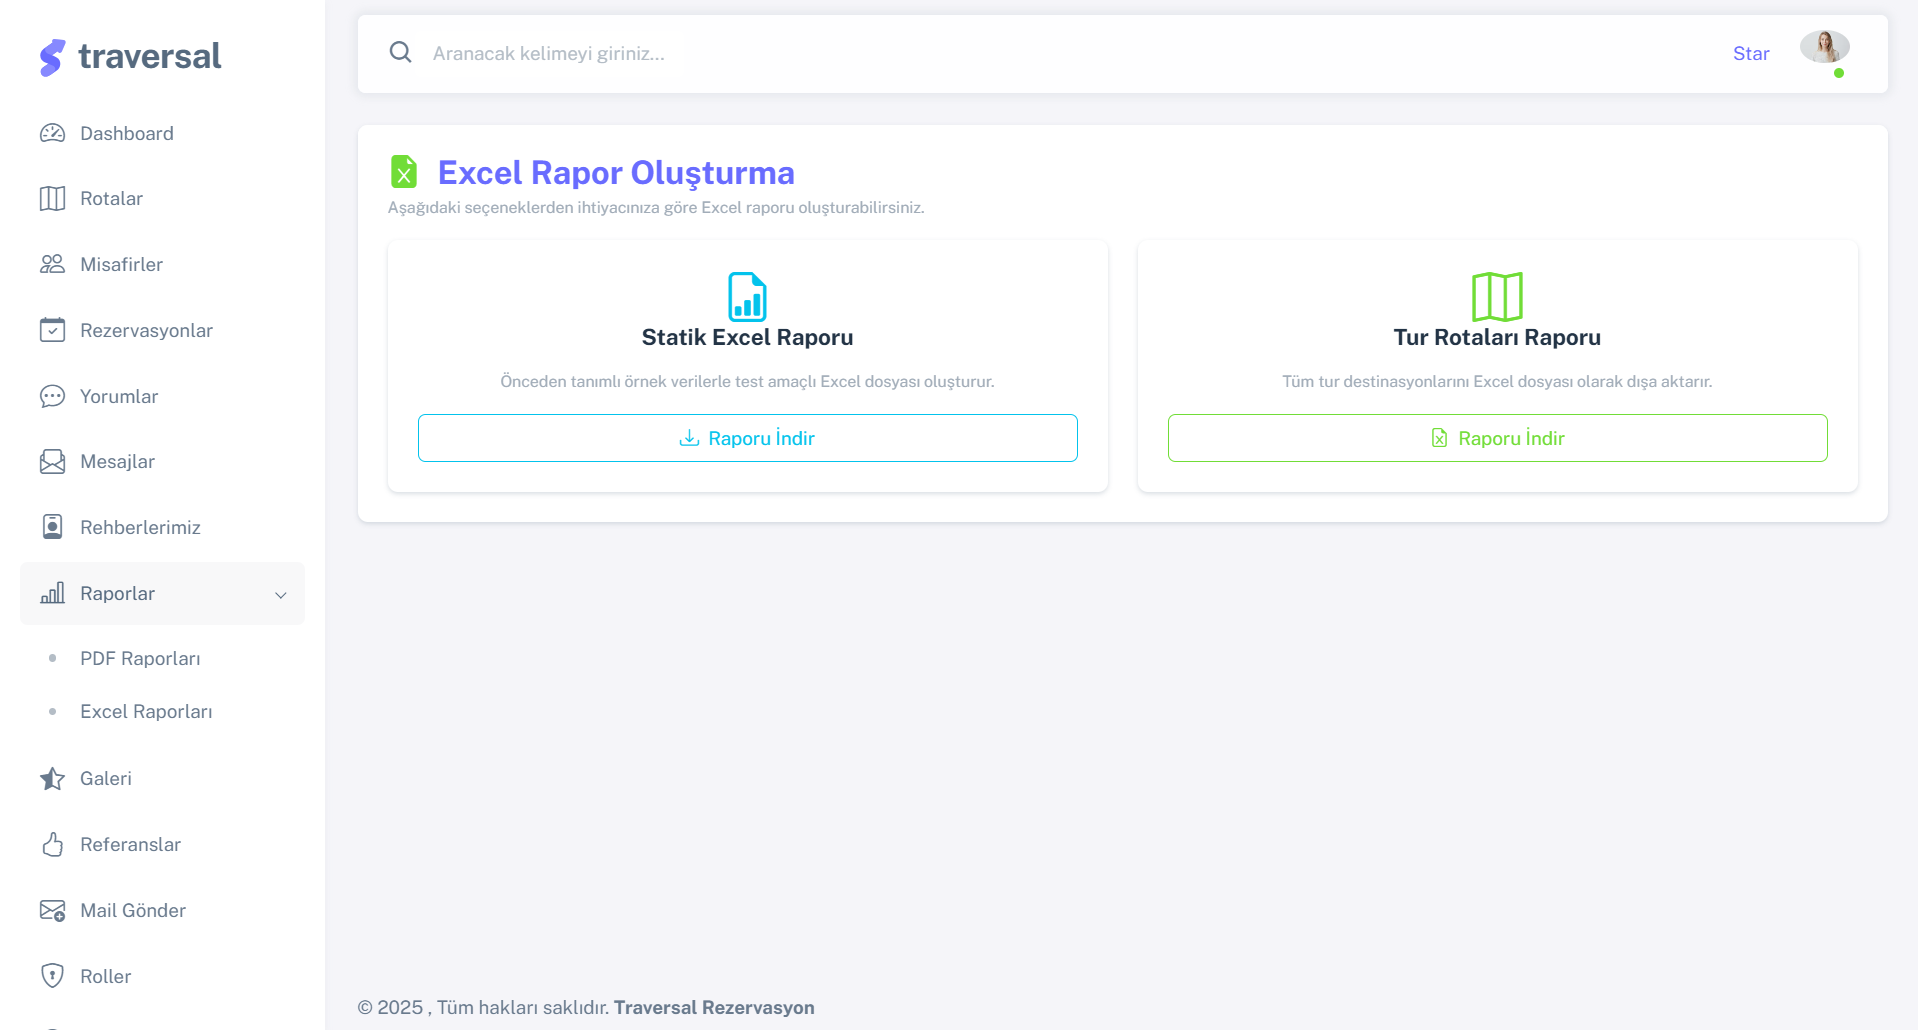 traversal
Dashboard
Rotalar
Misafirler
Rezervasyonlar
Yorumlar
Mesajlar
Rehberlerimiz
Raporlar
PDF Raporları
Excel Raporları
Galeri
Referanslar
Mail Gönder
Roller
Aranacak kelimeyi giriniz...
Star
Excel Rapor Oluşturma
Aşağıdaki seçeneklerden ihtiyacınıza göre Excel raporu oluşturabilirsiniz.
Statik Excel Raporu
Önceden tanımlı örnek verilerle test amaçlı Excel dosyası oluşturur.
Raporu İndir
Tur Rotaları Raporu
Tüm tur destinasyonlarını Excel dosyası olarak dışa aktarır.
Raporu İndir
© 2025 , Tüm hakları saklıdır. Traversal Rezervasyon